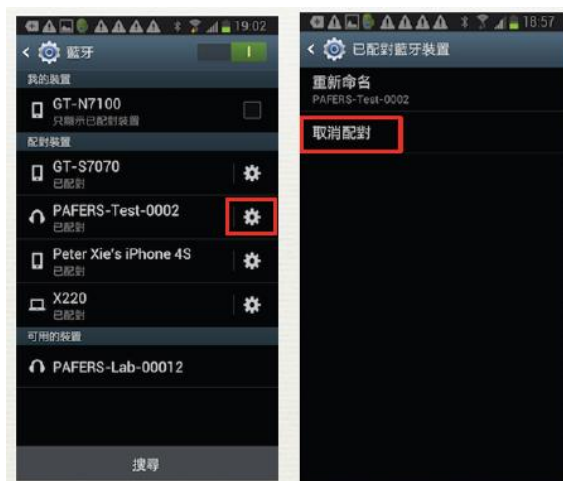 19:02
藍牙
我的裝置
GT-N7100
只顯示已配對裝置
配對裝置
GT-S7070
已配對
PAFERS-Test-0002
已配對
Peter Xie's iPhone 4S
已配對
X220
已配對
可用的裝置
PAFERS-Lab-00012
搜尋
18:57
已配對藍牙裝置
重新命名
PAFERS-Test-0002
取消配對